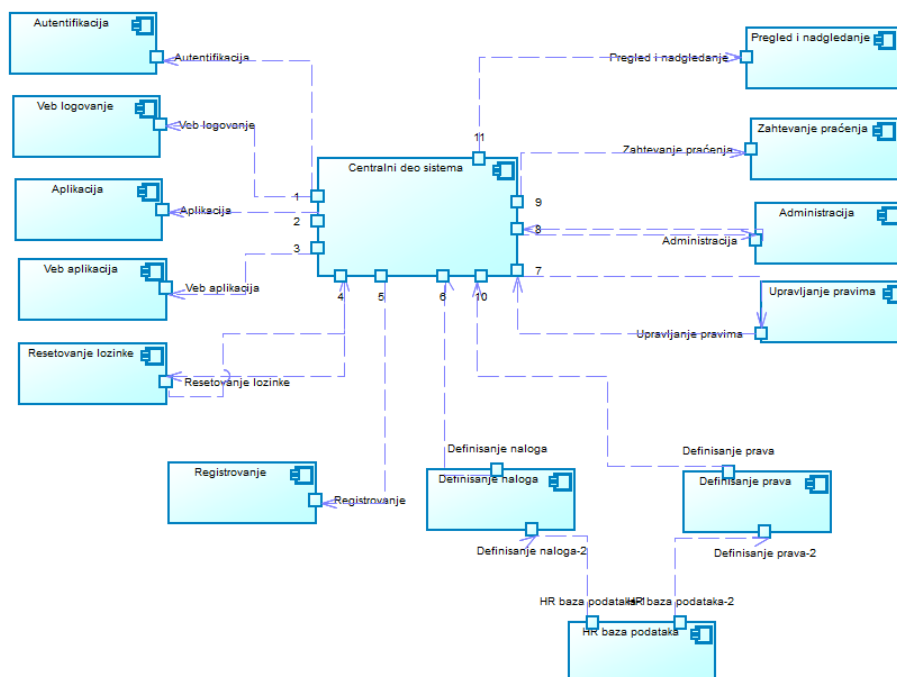 Autentifikacija
Autentifikacija
Veb logovanje
Veb logovanje
Aplikacija
Aplikacija
Veb aplikacija
Veb aplikacija
Resetovanje lozinke
Resetovanje lozinke
Centralni deo sistema
1
2
3
4
5
6
10
7
8
9
11
Pregled i nadgledanje
Pregled i nadgledanje
Zahtevanje praćenja
Zahtevanje praćenja
Administracija
Administracija
Upravljanje pravima
Upravljanje pravima
Registrovanje
Registrovanje
Definisanje naloga
Definisanje naloga
Definisanje naloga-2
Definisanje prava
Definisanje prava
Definisanje prava-2
HR baza podataka-1
HR baza podataka-2
HR baza podataka